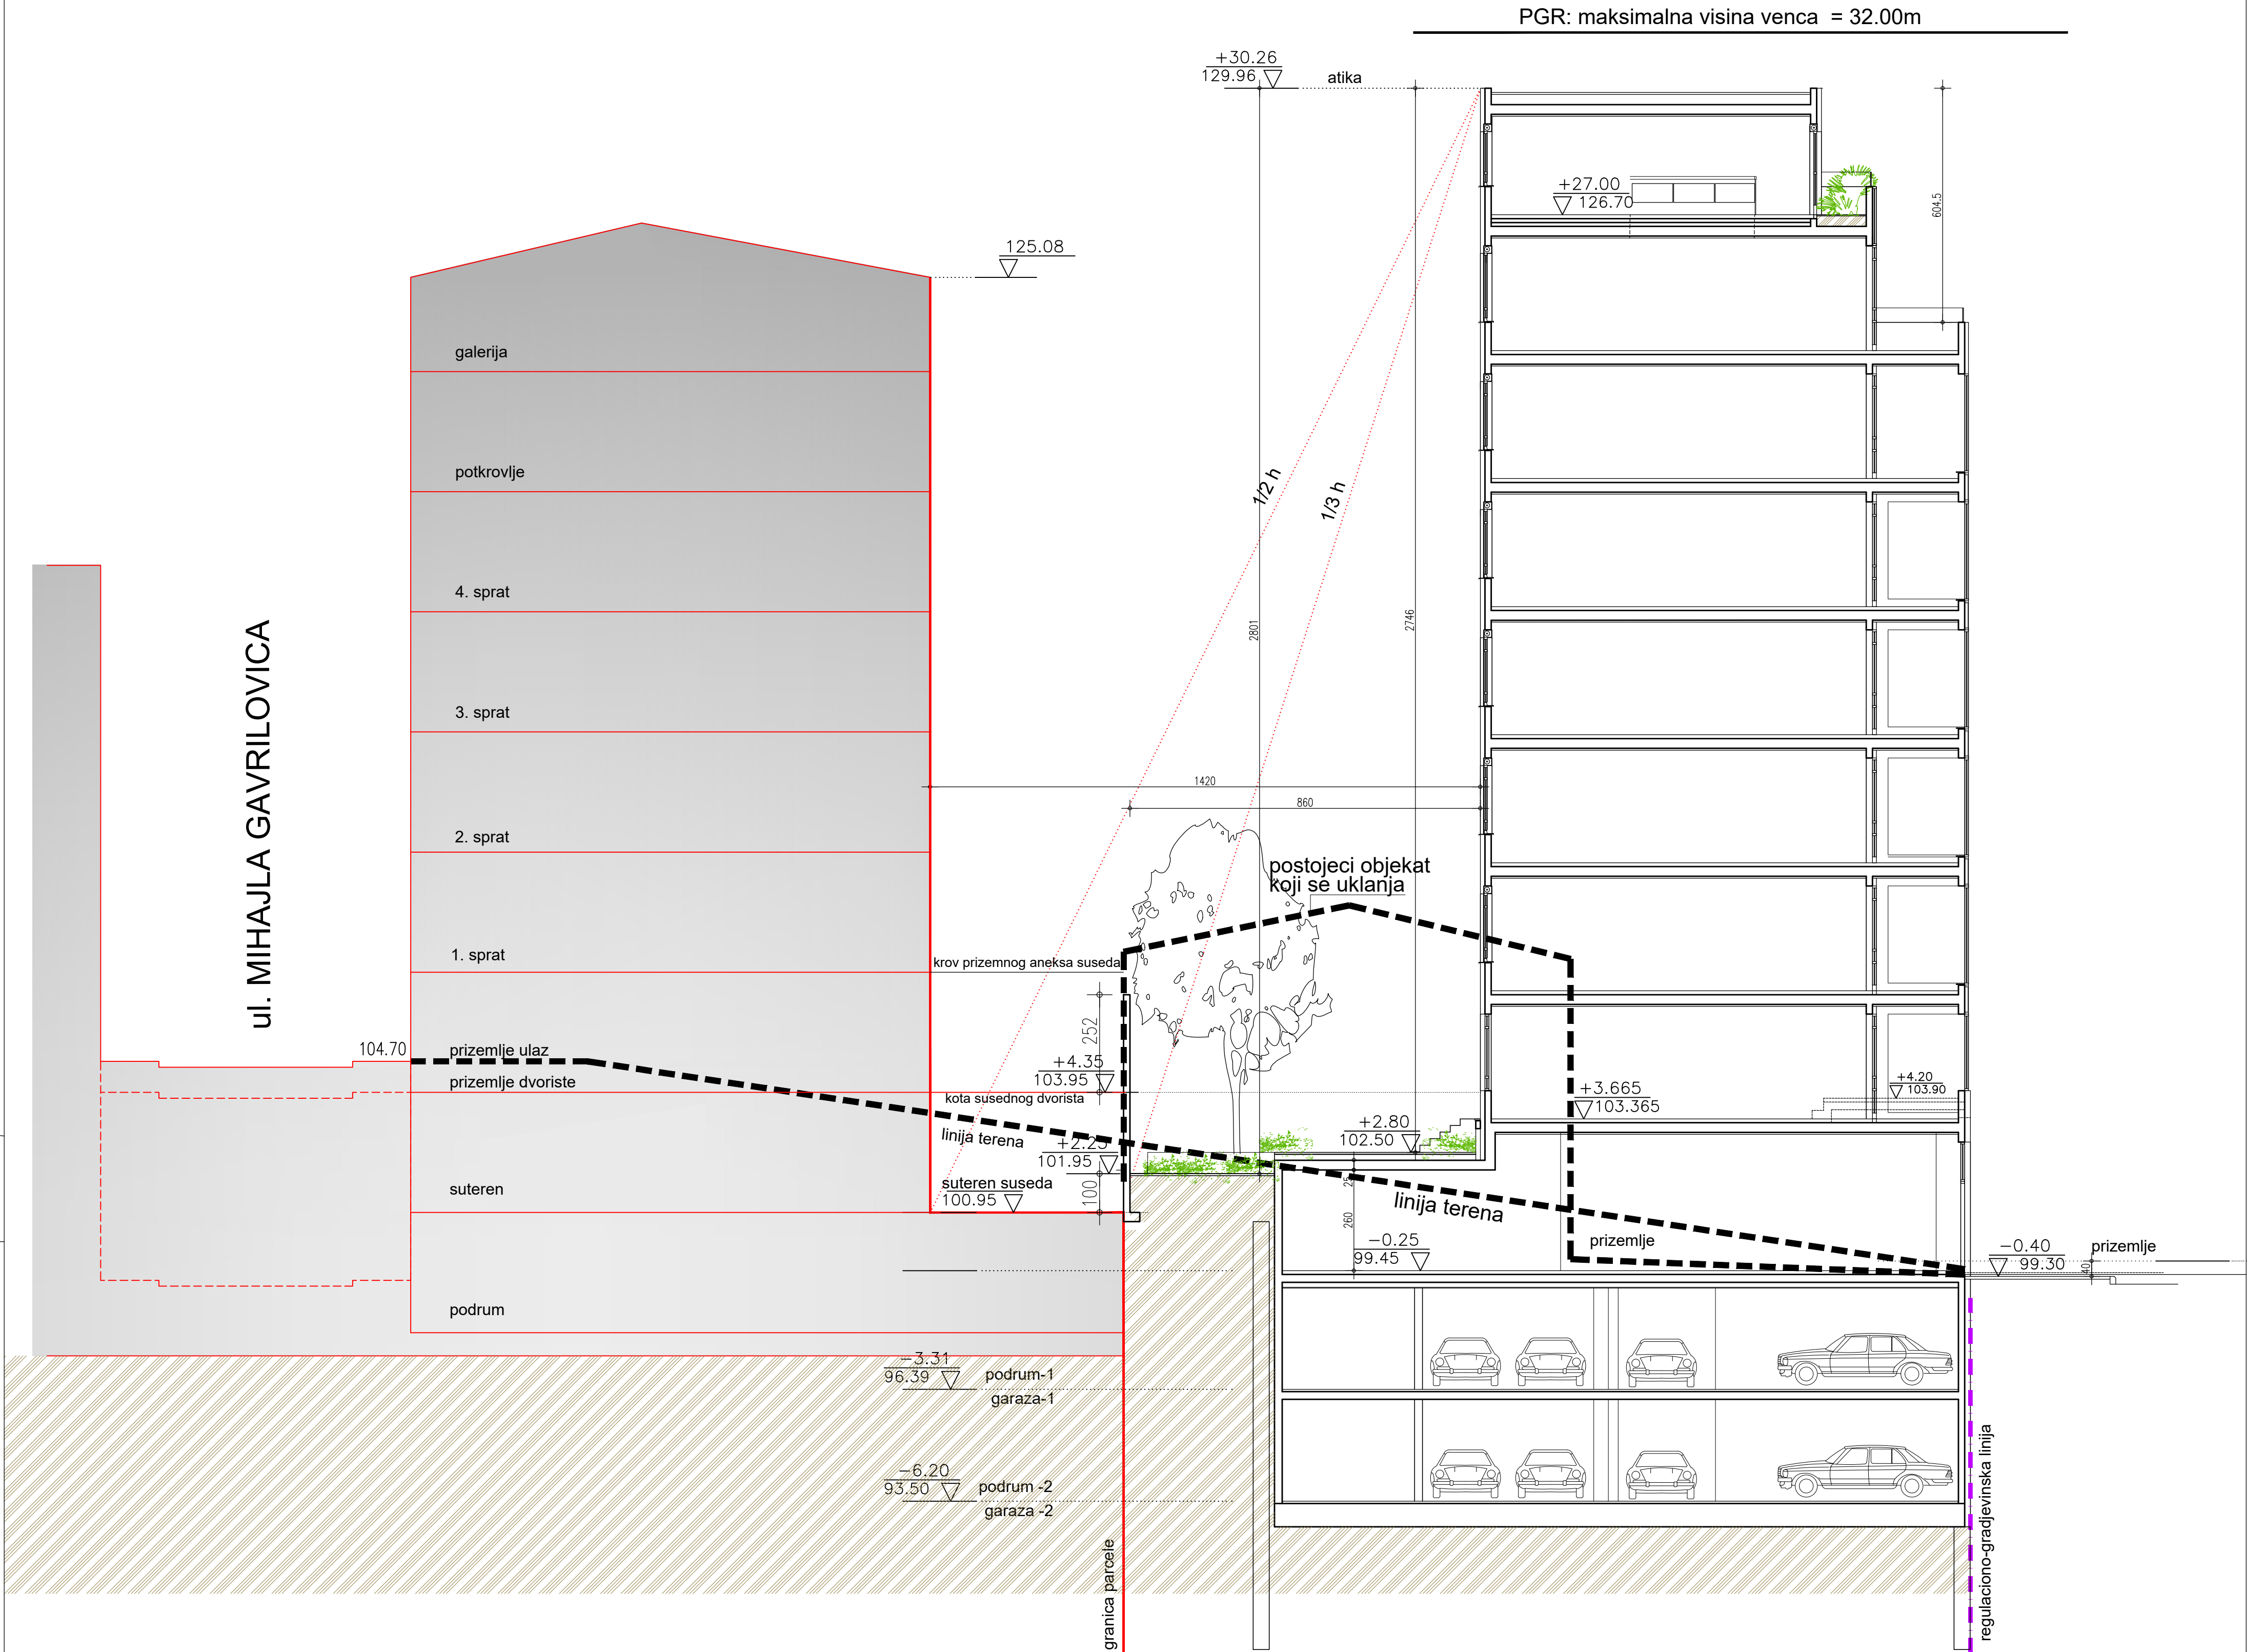 PGR: maksimalna visina venca = 32.00m
+30.26
129.96
atika
+27.00
126.70
604.5
125.08
galerija
potkrovlje
4. sprat
3. sprat
2. sprat
1. sprat
ul. MIHAJLA GAVRILOVICA
1/2 h
1/3 h
2801
2746
1420
860
postojeci objekat
koji se uklanja
krov prizemnog aneksa suseda
252
104.70
prizemlje ulaz
prizemlje dvoriste
+4.35
103.95
kota susednog dvorista
linija terena
+2.25
101.95
suteren suseda
100.95
100
suteren
podrum
+2.80
102.50
+3.665
103.365
+4.20
103.90
25
260
linija terena
−0.25
99.45
prizemlje
−0.40
99.30
40
prizemlje
−3.31
96.39
podrum-1
garaza-1
−6.20
93.50
podrum -2
garaza -2
granica parcele
regulaciono-gradjevinska linija